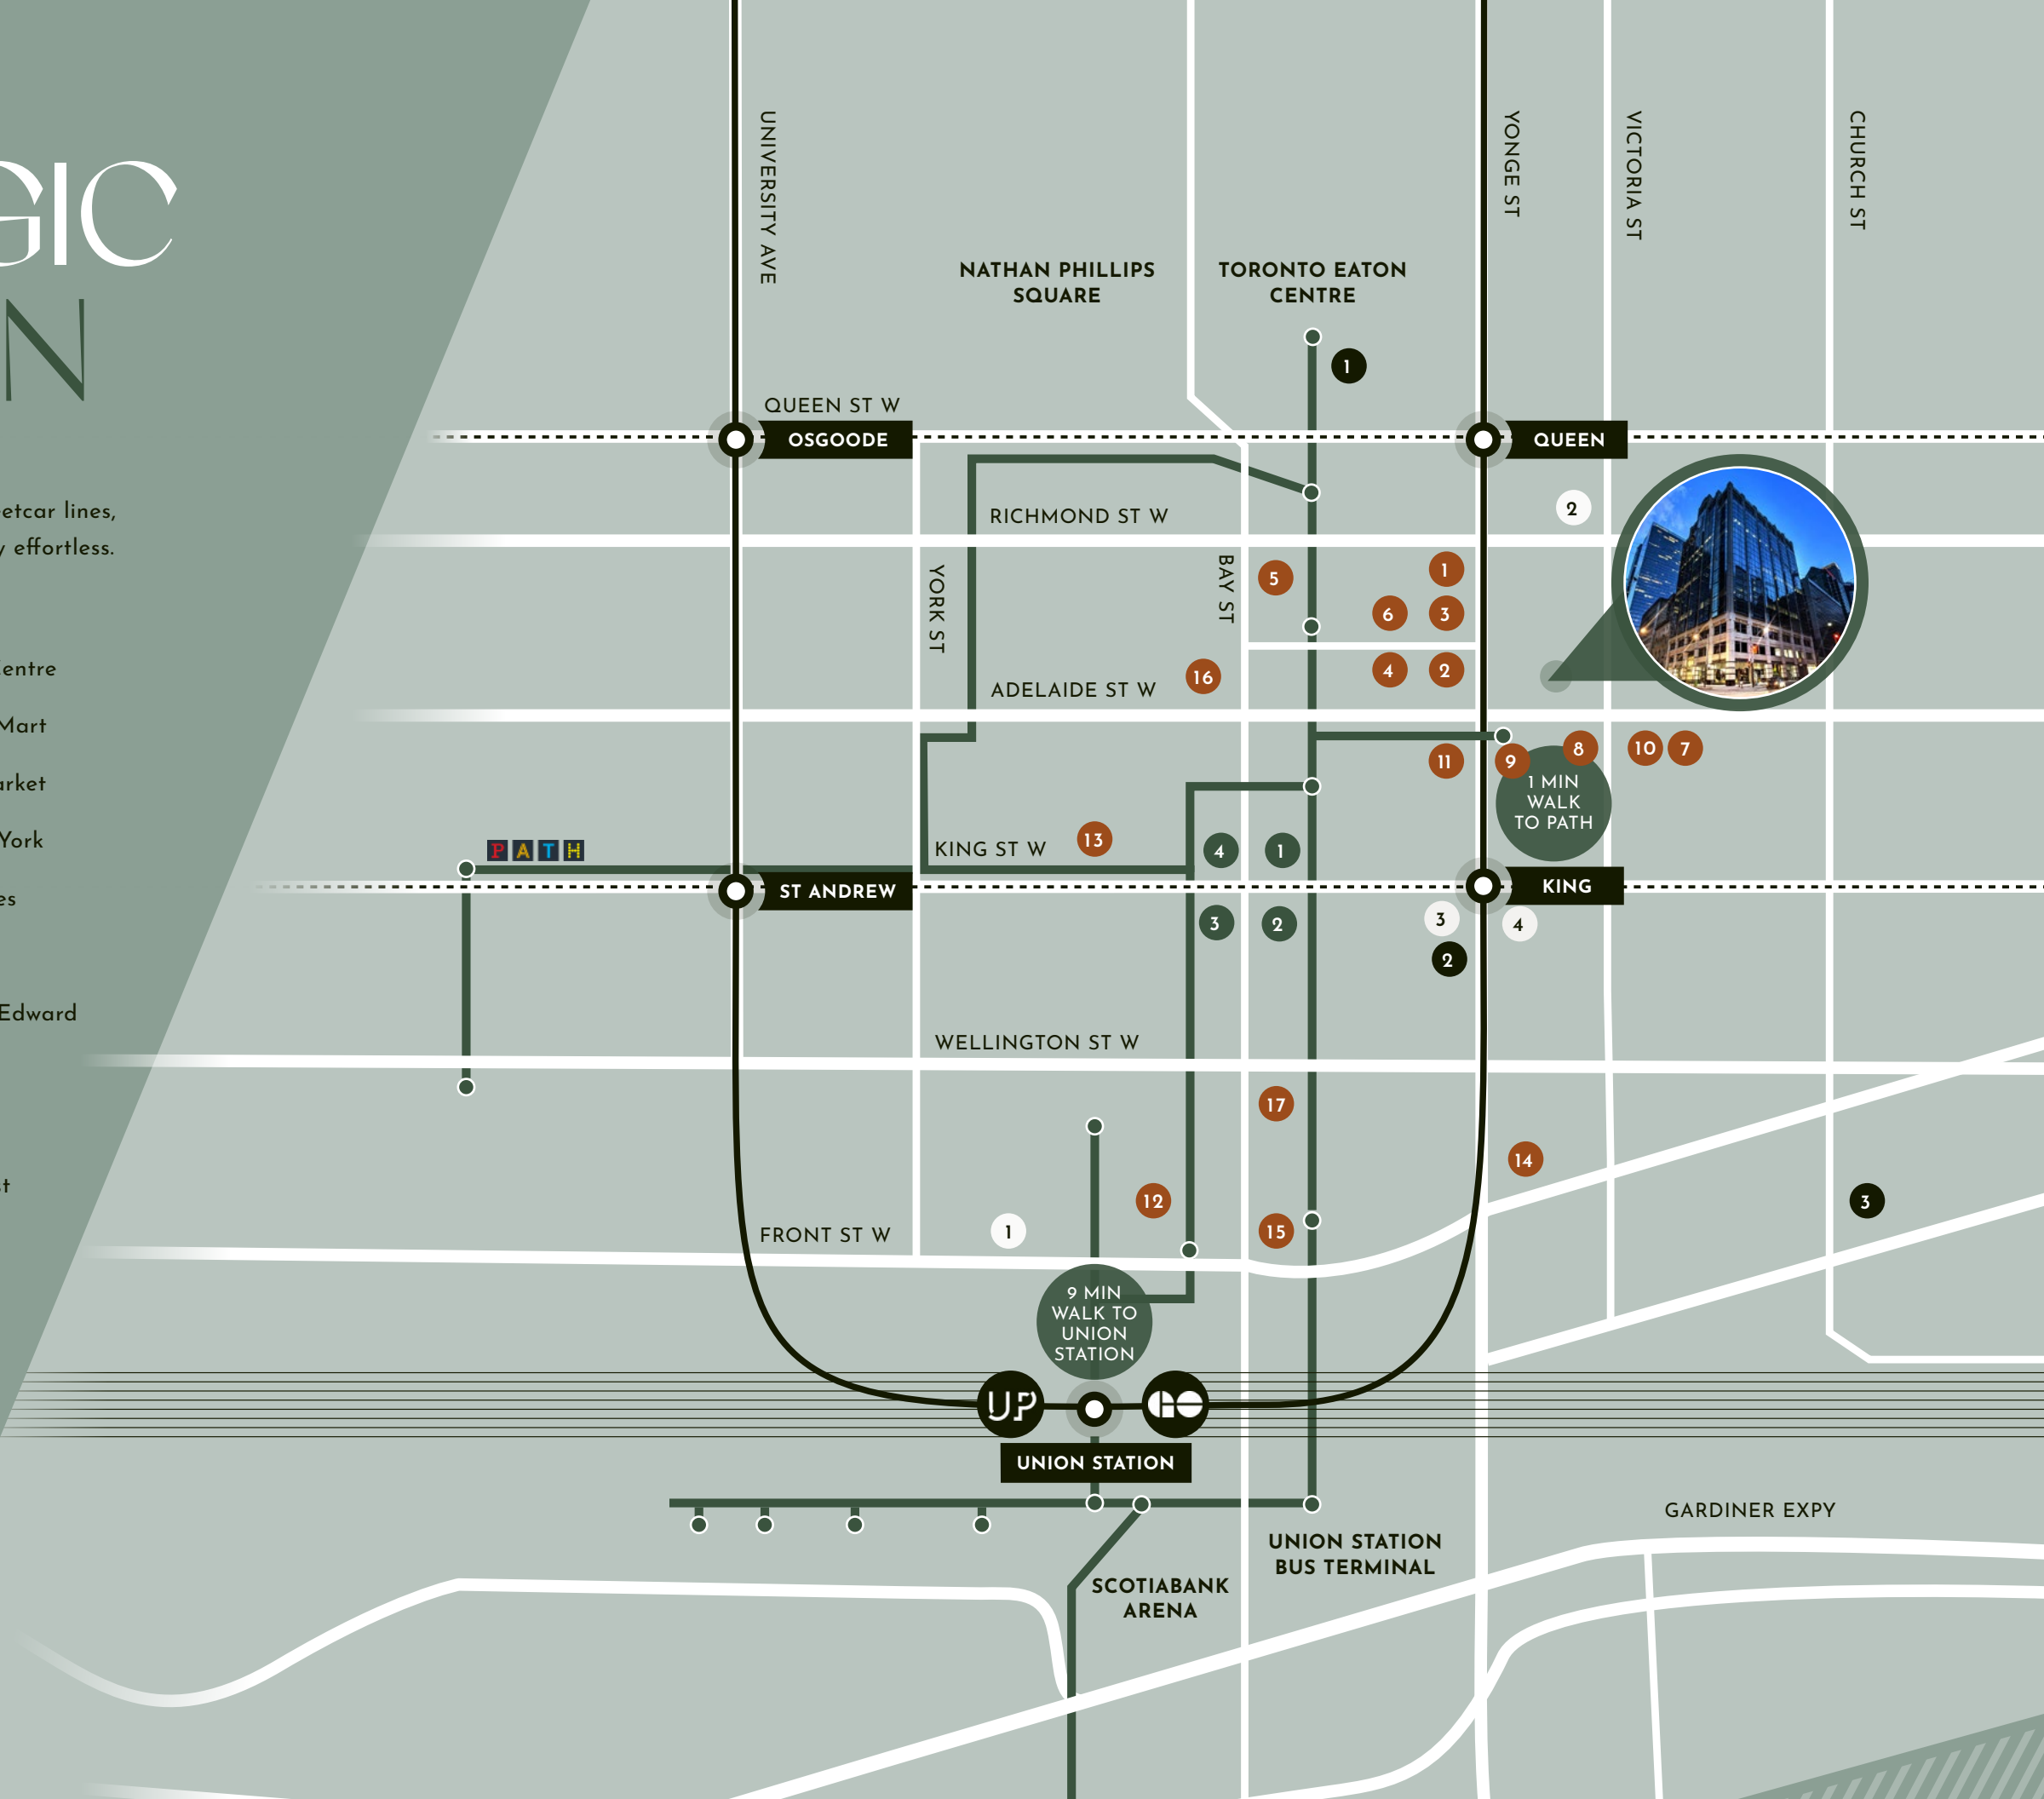 GIC
N
etcar lines,
y effortless.
entre
Mart
arket
York
es
Edward
st
UNIVERSITY AVE
YONGE ST
VICTORIA ST
CHURCH ST
NATHAN PHILLIPS
SQUARE
TORONTO EATON
CENTRE
1
QUEEN ST W
OSGOODE
QUEEN
2
RICHMOND ST W
YORK ST
BAY ST
5
1
6
3
16
4
2
ADELAIDE ST W
11
9
8
10
7
1 MIN
WALK
TO PATH
PATH
KING ST W
13
4
1
ST ANDREW
KING
3
2
3
4
2
WELLINGTON ST W
17
14
12
3
FRONT ST W
1
15
9 MIN
WALK TO
UNION
STATION
UP
GO
UNION STATION
GARDINER EXPY
UNION STATION
BUS TERMINAL
SCOTIABANK
ARENA